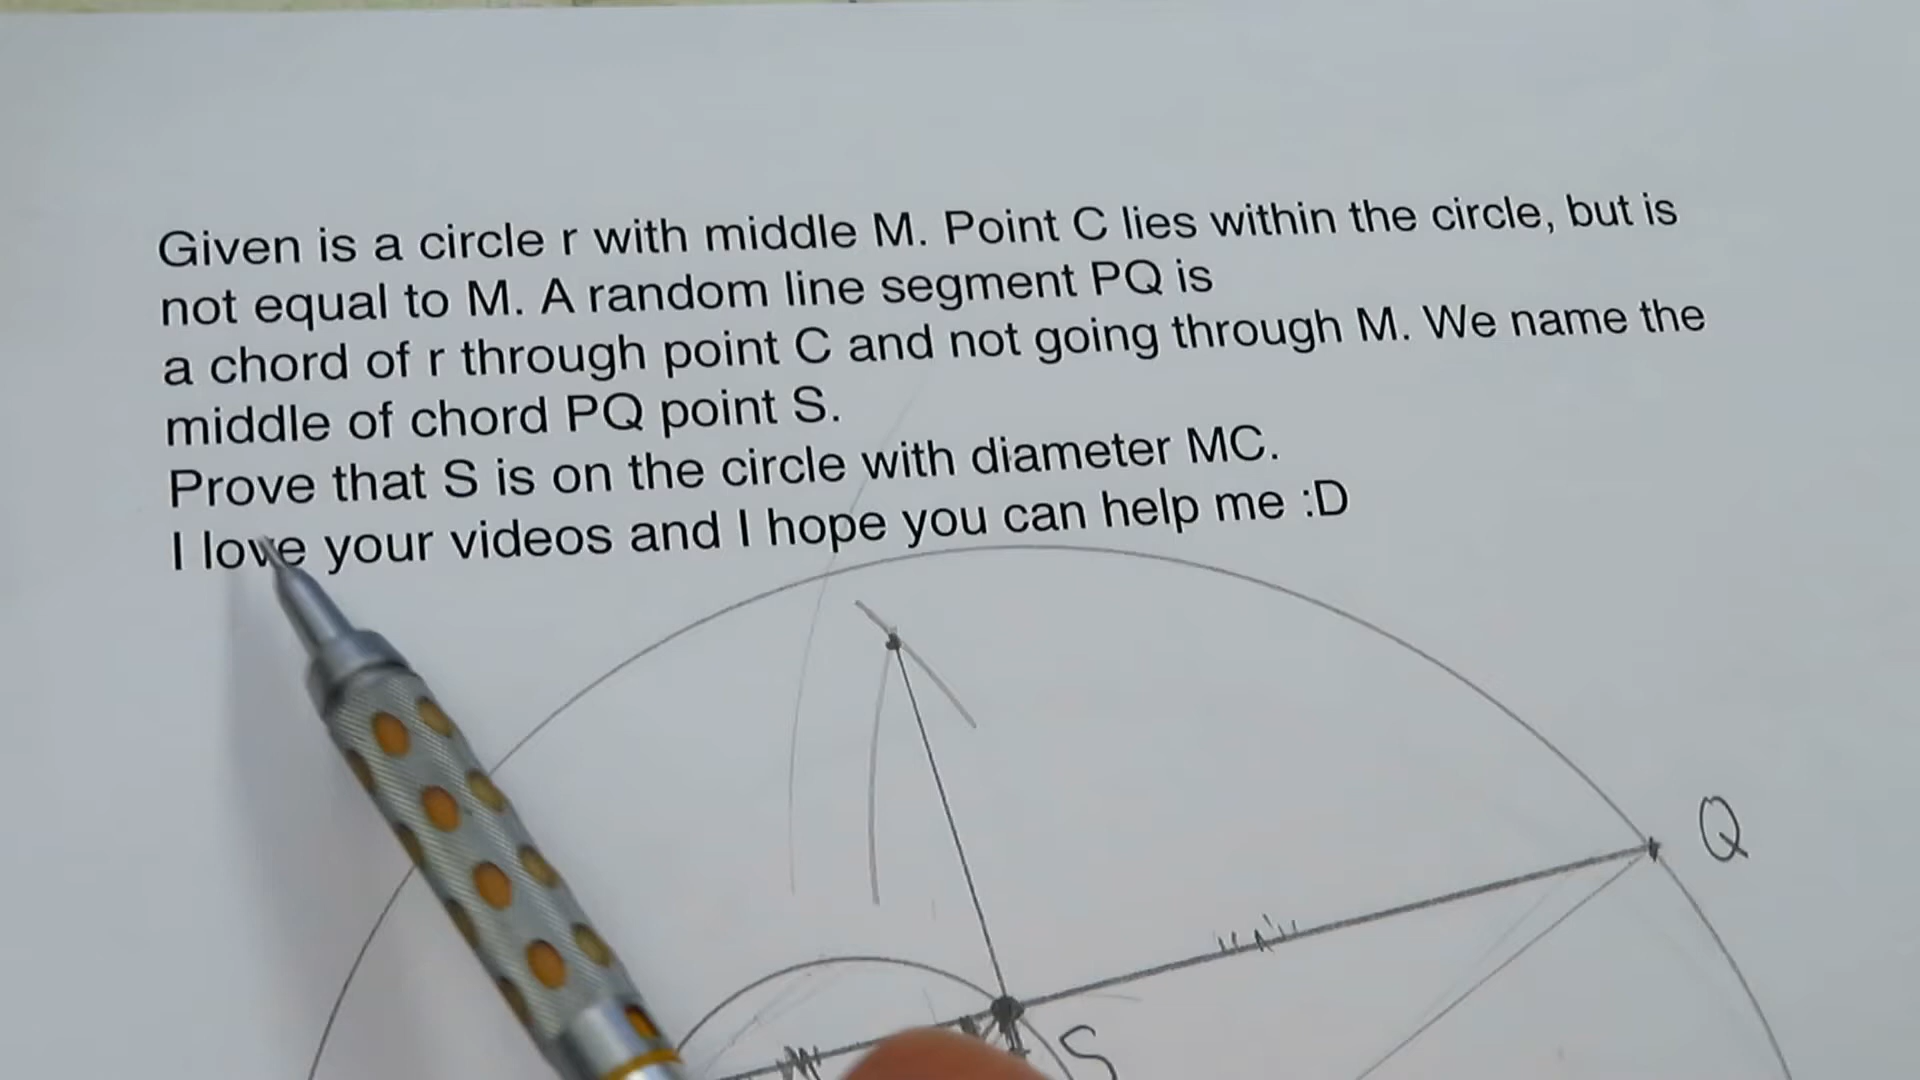 Given is a circle r with middle M. Point C lies within the circle, but is
not equal to M. A random line segment PQ is
a chord of r through point C and not going through M. We name the
middle of chord PQ point S.
Prove that S is on the circle with diameter MC.
I love your videos and I hope you can help me :D
Q
S